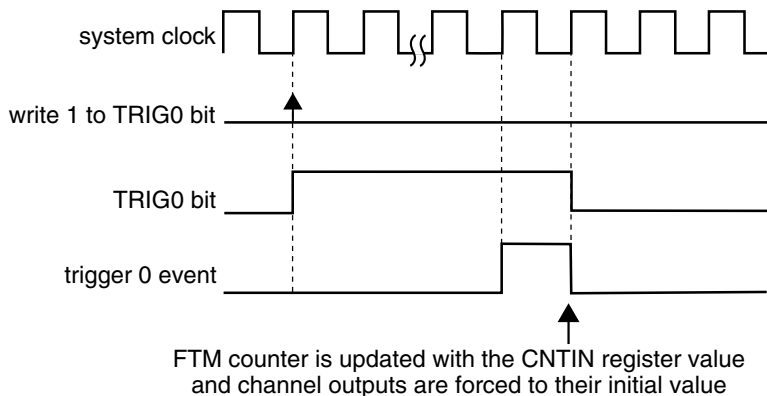 system clock
write 1 to TRIG0 bit
TRIG0 bit
trigger 0 event
FTM counter is updated with the CNTIN register value
and channel outputs are forced to their initial value